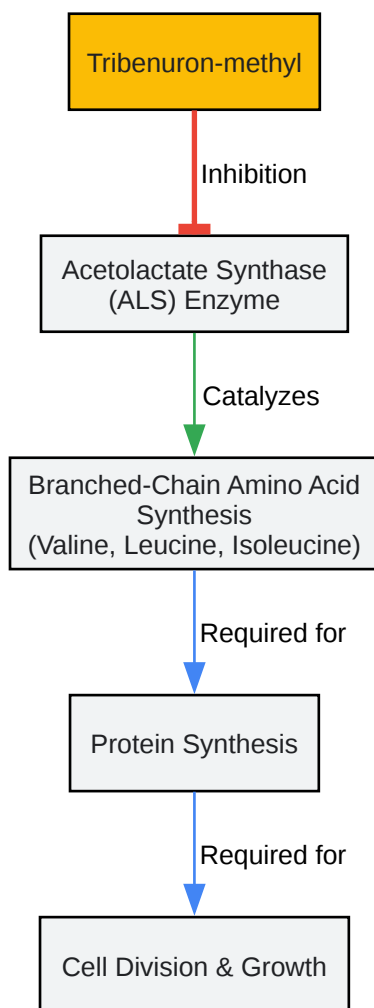 Tribenuron-methyl
Inhibition
Acetolactate Synthase
(ALS) Enzyme
Catalyzes
Branched-Chain Amino Acid
Synthesis
(Valine, Leucine, Isoleucine)
Required for
Protein Synthesis
Required for
Cell Division & Growth